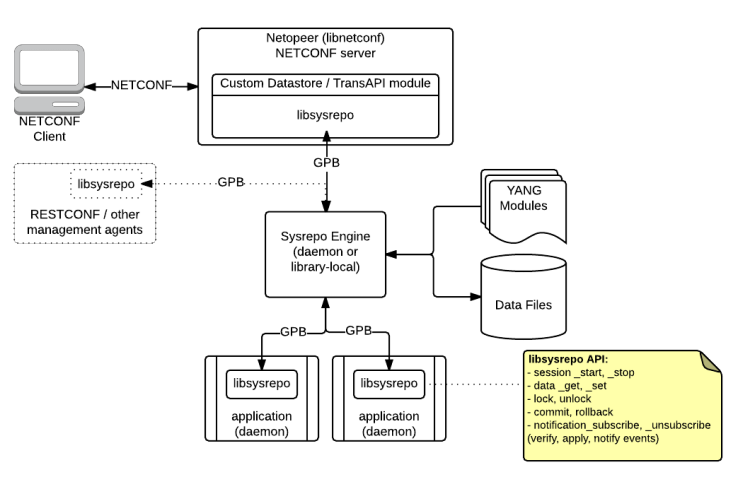 Netopeer (libnetconf)
NETCONF server
Custom Datastore / TransAPI module
libsysrepo
NETCONF
NETCONF
Client
GPB
libsysrepo
GPB
RESTCONF / other
management agents
YANG
Modules
Sysrepo Engine
(daemon or
library-local)
Data Files
GPB
GPB
libsysrepo
application
(daemon)
libsysrepo
application
(daemon)
libsysrepo API:
- session _start, _stop
- data _get, _set
- lock, unlock
- commit, rollback
- notification_subscribe, _unsubscribe
(verify, apply, notify events)